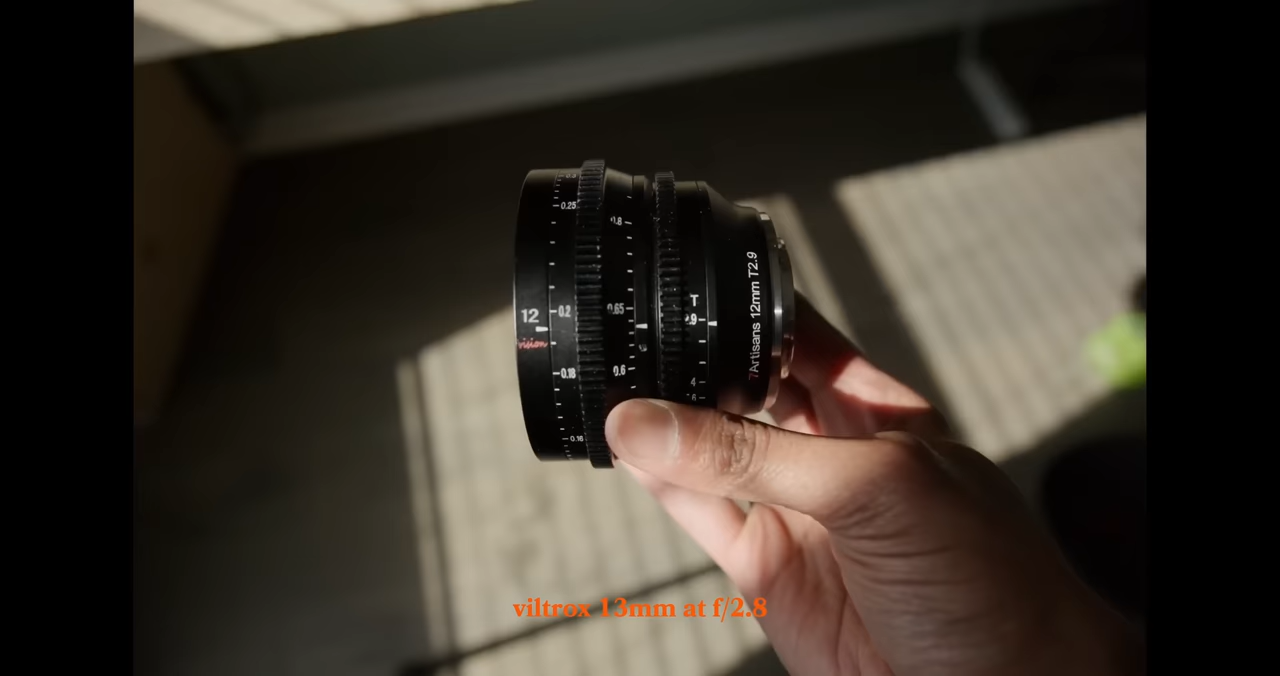 0.25
0.8
12
0.2
0.65
T
2.9
vision
0.18
0.6
4
0.16
7Artisans 12mm T2.9
viltrox 13mm at f/2.8